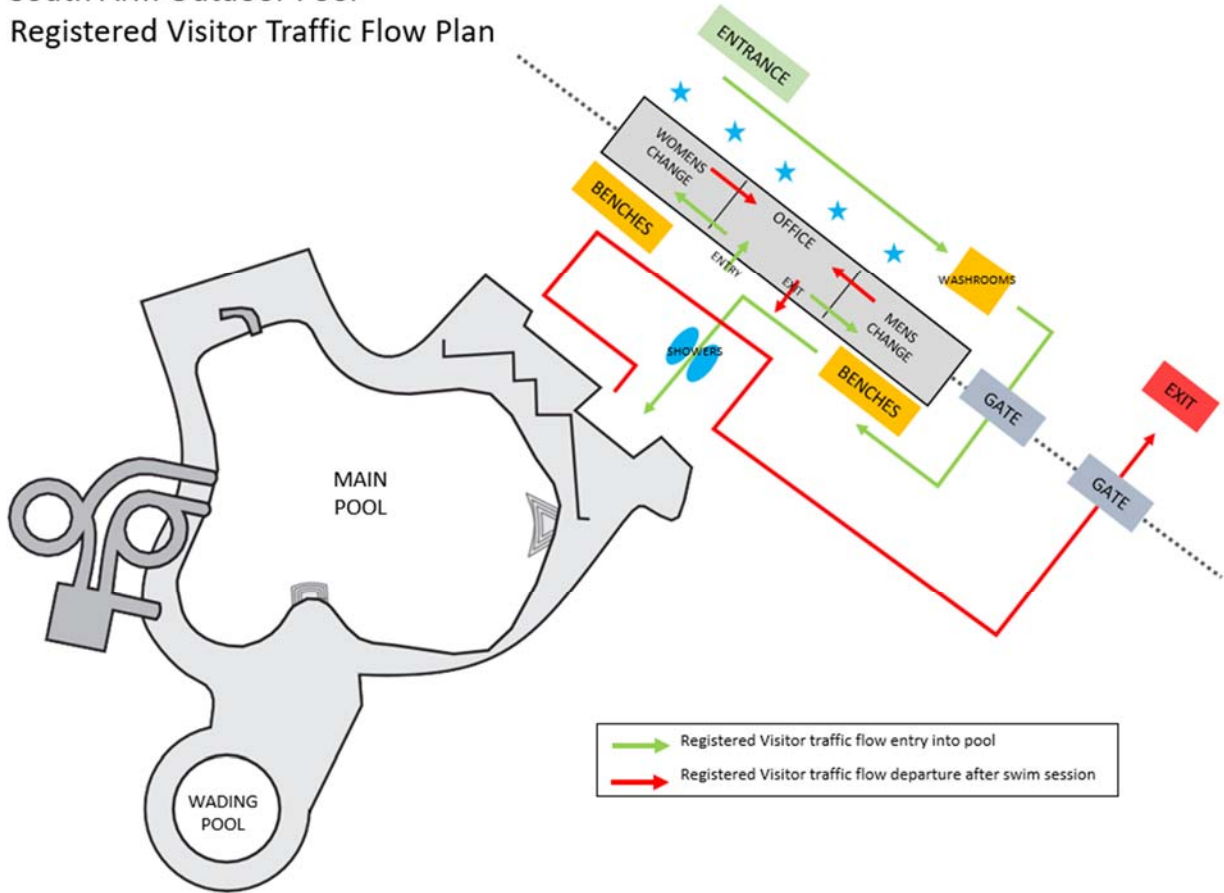 Registered Visitor Traffic Flow Plan
ENTRANCE
WOMENS
CHANGE
BENCHES
OFFICE
ENTRY
EXIT
WASHROOMS
MENS
CHANGE
SHOWERS
BENCHES
GATE
EXIT
GATE
MAIN
POOL
Registered Visitor traffic flow entry into pool
Registered Visitor traffic flow departure after swim session
WADING
POOL